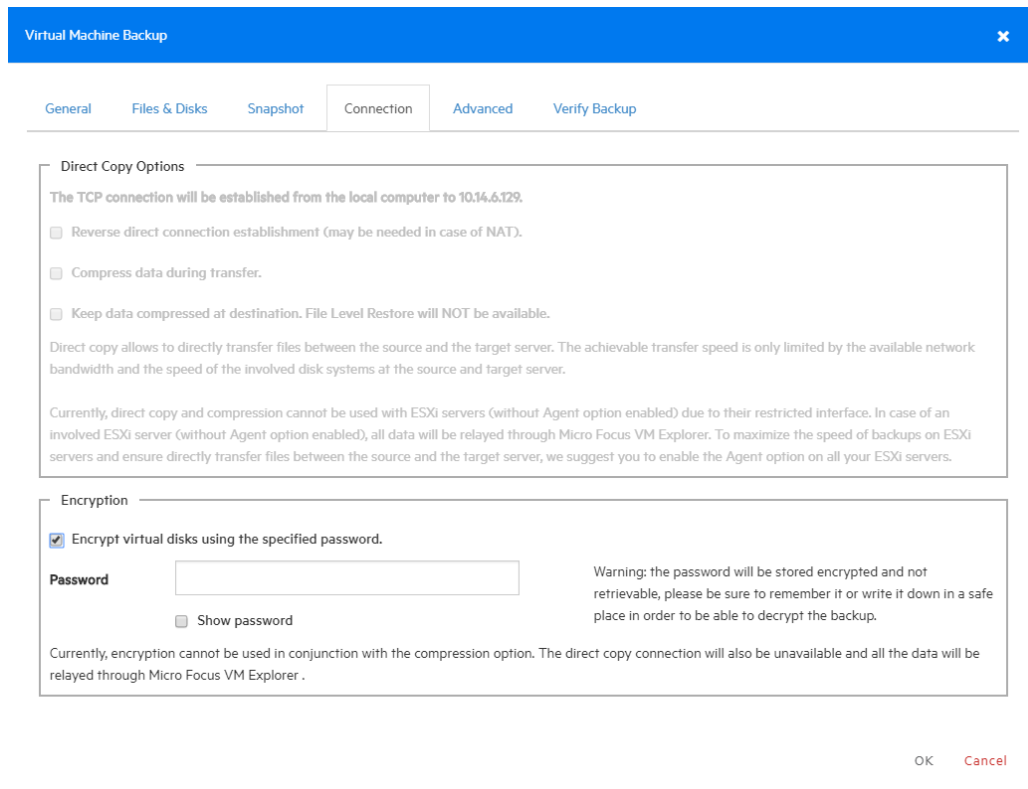 Virtual Machine Backup
General Files & Disks Snapshot Connection Advanced Verify Backup
Direct Copy Options
The TCP connection will be established from the local computer to 10.14.6.129.
Reverse direct connection establishment (may be needed in case of NAT).
Compress data during transfer.
Keep data compressed at destination. File Level Restore will NOT be available.
Direct copy allows to directly transfer files between the source and the target server. The achievable transfer speed is only limited by the available network
bandwidth and the speed of the involved disk systems at the source and target server.
Currently, direct copy and compression cannot be used with ESXi servers (without Agent option enabled) due to their restricted interface. In case of an
involved ESXi server (without Agent option enabled), all data will be relayed through Micro Focus VM Explorer. To maximize the speed of backups on ESXi
servers and ensure directly transfer files between the source and the target server, we suggest you to enable the Agent option on all your ESXi servers.
Encryption
Encrypt virtual disks using the specified password.
Password
Show password
Warning: the password will be stored encrypted and not
retrievable, please be sure to remember it or write it down in a safe
place in order to be able to decrypt the backup.
Currently, encryption cannot be used in conjunction with the compression option. The direct copy connection will also be unavailable and all the data will be
relayed through Micro Focus VM Explorer .
OK Cancel